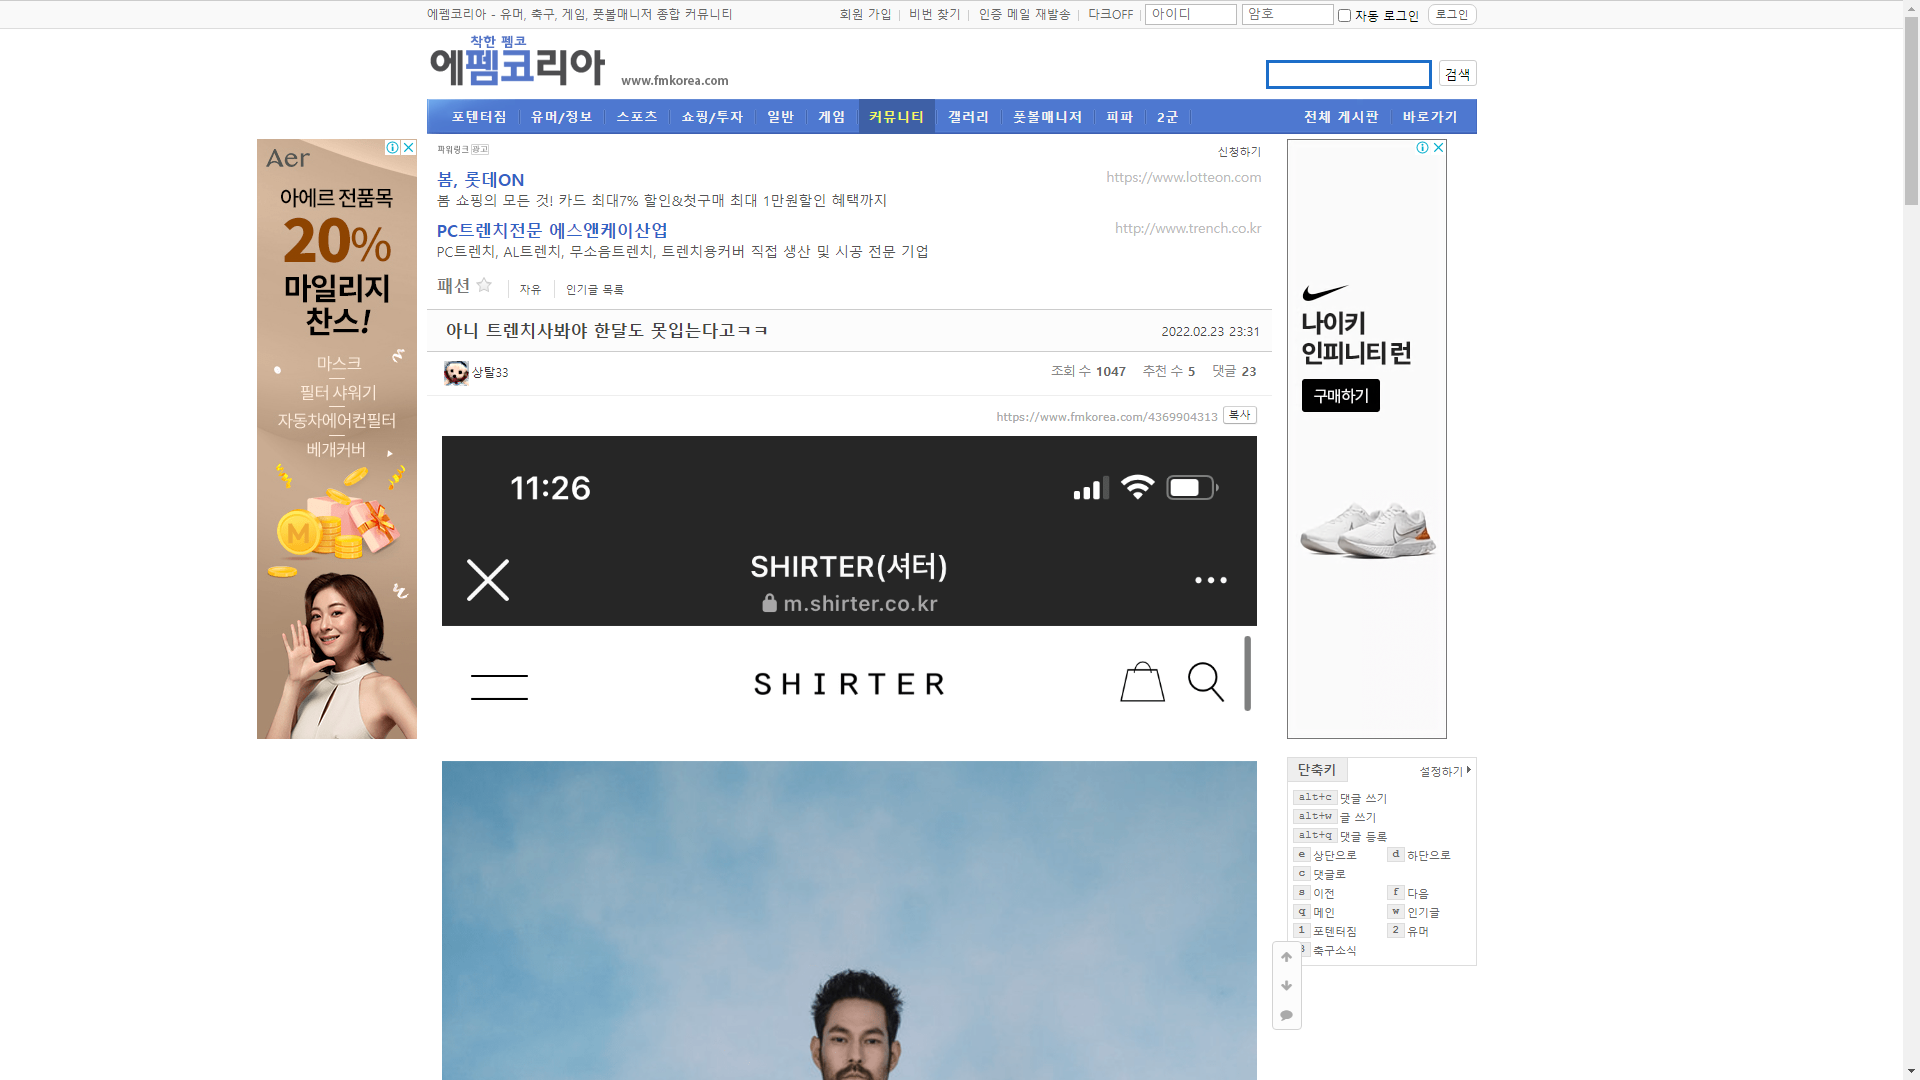 에펨코리아 - 유머, 축구, 게임, 풋볼매니저 종합 커뮤니티
회원 가입 | 비번 찾기 | 인증 메일 재발송 | 다크OFF | 아이디 암호 자동 로그인 로그인
착한 펨코
에펨코리아 www.fmkorea.com
검색
포텐터짐 유머/정보 스포츠 쇼핑/투자 일반 게임 커뮤니티 갤러리 풋볼매니저 피파 2군 전체 게시판 바로가기
Aer
아에르 전품목
20%
마일리지
찬스!
마스크
필터 샤워기
자동차에어컨필터
베개커버
M
파워링크 광고 신청하기
봄, 롯데ON https://www.lotteon.com
봄 쇼핑의 모든 것! 카드 최대7% 할인&첫구매 최대 1만원할인 혜택까지
PC트렌치전문 에스앤케이산업 http://www.trench.co.kr
PC트렌치, AL트렌치, 무소음트렌치, 트렌치용커버 직접 생산 및 시공 전문 기업
패션 자유 인기글 목록
아니 트렌치사봐야 한달도 못입는다고ㅋㅋ 2022.02.23 23:31
상탈33 조회 수 1047 추천 수 5 댓글 23
https://www.fmkorea.com/4369904313 복사
11:26
SHIRTER(셔터)
m.shirter.co.kr
SHIRTER
나이키
인피니티 런
구매하기
단축키 설정하기
alt+c 댓글 쓰기
alt+w 글 쓰기
alt+q 댓글 등록
e 상단으로 d 하단으로
c 댓글로
s 이전 f 다음
q 메인 w 인기글
1 포텐터짐 2 유머
3 축구소식